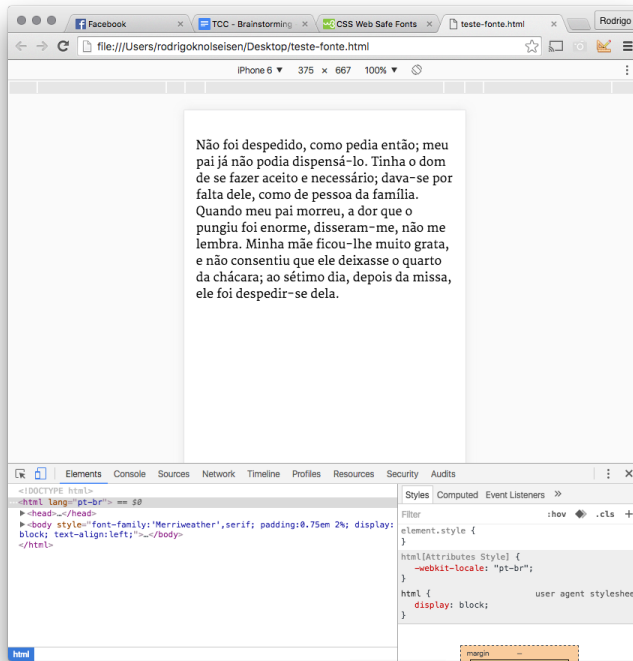 Facebook
TCC - Brainstorming
CSS Web Safe Fonts
teste-fonte.html
Rodrigo
file:///Users/rodrigoknolseisen/Desktop/teste-fonte.html
iPhone 6 ▼ 375 × 667 100% ▼
Não foi despedido, como pedia então; meu
pai já não podia dispensá-lo. Tinha o dom
de se fazer aceito e necessário; dava-se por
falta dele, como de pessoa da família.
Quando meu pai morreu, a dor que o
pungiu foi enorme, disseram-me, não me
lembra. Minha mãe ficou-lhe muito grata,
e não consentiu que ele deixasse o quarto
da chácara; ao sétimo dia, depois da missa,
ele foi despedir-se dela.
Elements Console Sources Network Timeline Profiles Resources Security Audits
<!DOCTYPE html>
<html lang="pt-br"> == $0
▶<head>…</head>
▶<body style="font-family:'Merriweather',serif; padding:0.75em 2%; display:
block; text-align:left;">…</body>
</html>
html
Styles Computed Event Listeners »
Filter :hov .cls +
element.style {
}
html[Attributes Style] {
-webkit-locale: "pt-br";
}
html { user agent styleshee
display: block;
}
margin –